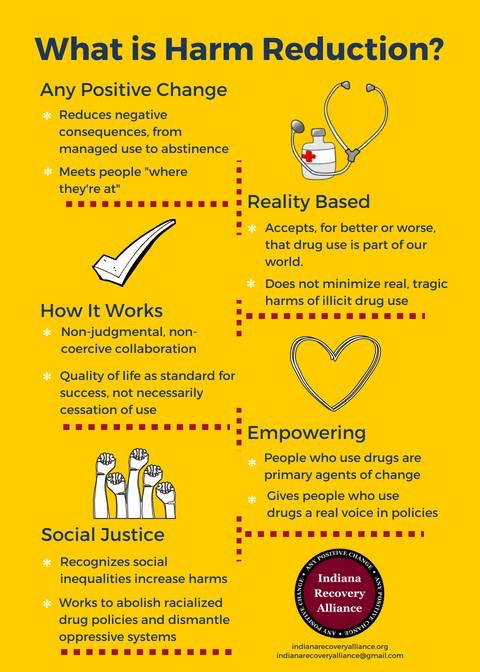 What is Harm Reduction?
Any Positive Change
* Reduces negative
consequences, from
managed use to abstinence
* Meets people "where
they're at"
Reality Based
* Accepts, for better or worse,
that drug use is part of our
world.
* Does not minimize real, tragic
harms of illicit drug use
How It Works
* Non-judgmental, non-
coercive collaboration
* Quality of life as standard for
success, not necessarily
cessation of use
Empowering
* People who use drugs are
primary agents of change
* Gives people who use
drugs a real voice in policies
Social Justice
* Recognizes social
inequalities increase harms
* Works to abolish racialized
drug policies and dismantle
oppressive systems
ANY POSITIVE CHANGE • ANY POSITIVE CHANGE • ANY POSITIVE CHANGE •
Indiana
Recovery
Alliance
indianarecoveryalliance.org
indianarecoveryalliance@gmail.com